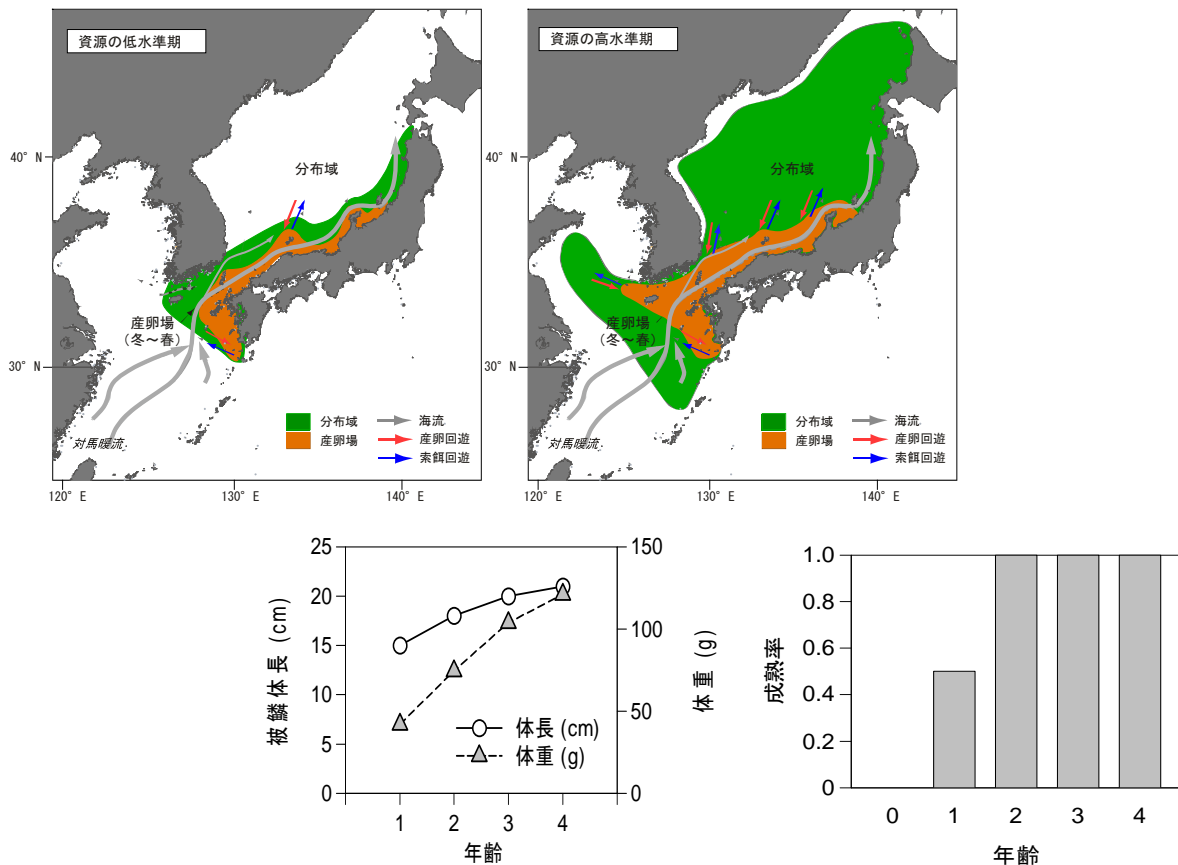 資源の低水準期
分布域
産卵場
（冬～春）
対馬暖流
40° N
30° N
120° E
130° E
140° E
分布域
産卵場
海流
産卵回遊
索餌回遊
資源の高水準期
分布域
産卵場
（冬～春）
対馬暖流
40° N
30° N
120° E
130° E
140° E
分布域
産卵場
海流
産卵回遊
索餌回遊
被鱗体長 (cm)
25
20
15
10
5
0
体長 (cm)
体重 (g)
150
100
50
0
体重 (g)
1 2 3 4
年齢
成熟率
1.0
0.8
0.6
0.4
0.2
0
0 1 2 3 4
年齢